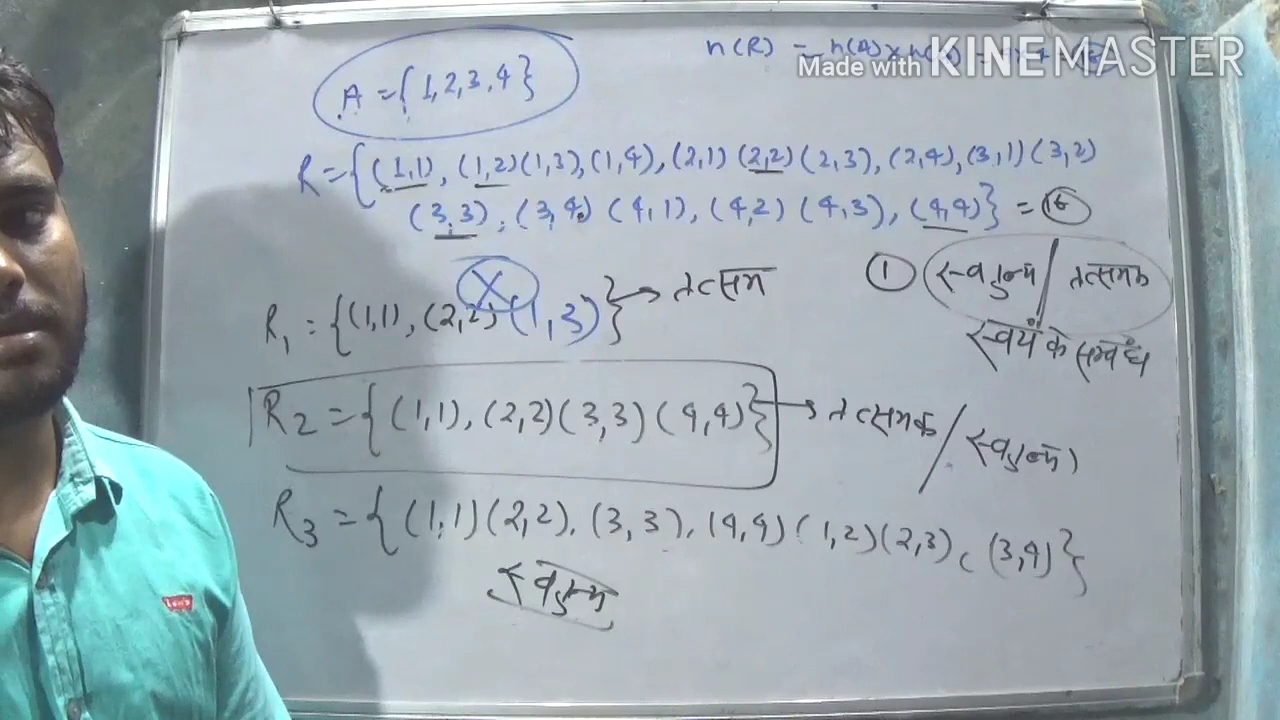 n(R) = n(A)×n(
Made with KINEMASTER
A = {1,2,3,4}
R = {(1,1), (1,2)(1,3),(1,4),(2,1)(2,2)(2,3),(2,4),(3,1)(3,2)
(3,3), (3,4)(4,1),(4,2)(4,3),(4,4)} = 16
① स्वतुल्य / तत्समक
स्वयं के सम्बंध
R₁ = {(1,1), (2,2)(1,3)} → तत्सम
R2 = {(1,1), (2,2)(3,3)(4,4)} → तत्समक / स्वतुल्य
R3 = {(1,1)(2,2), (3,3), (4,4)(1,2)(2,3), (3,4)}
स्वतुल्य
Levi's